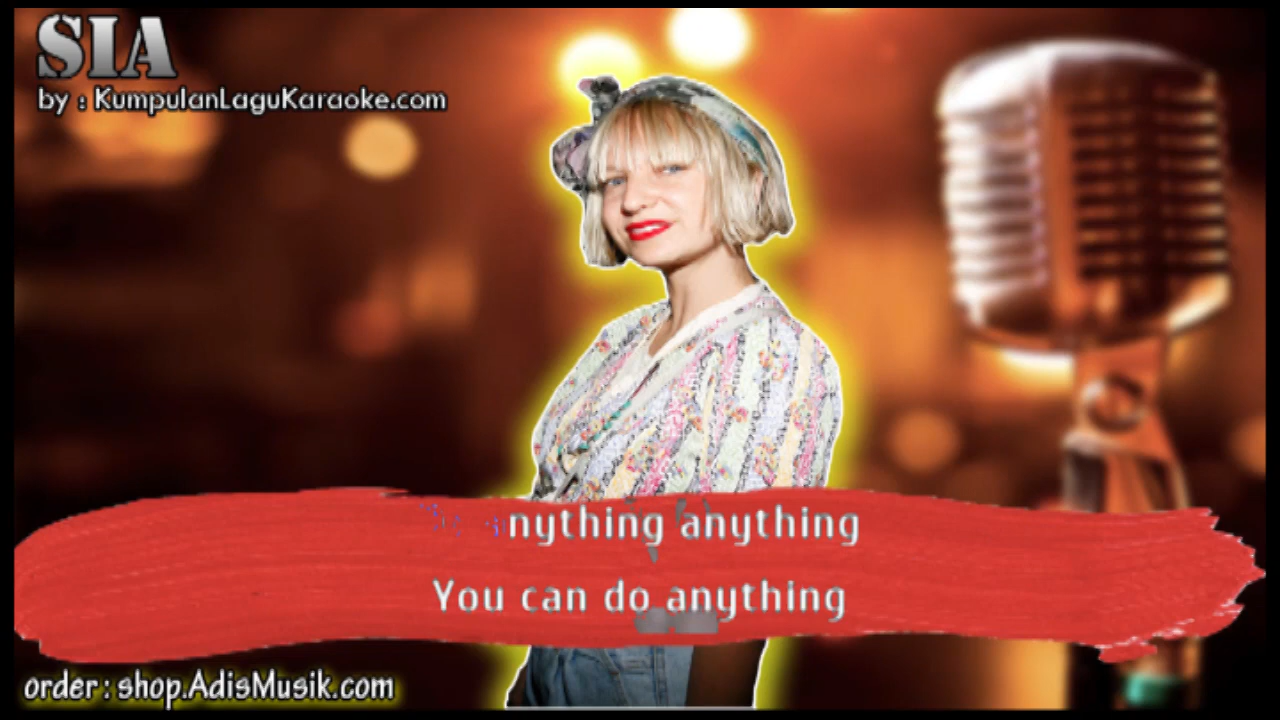 SIA
by : KumpulanLaguKaraoke.com
anything anything
You can do anything
order : shop.AdisMusik.com